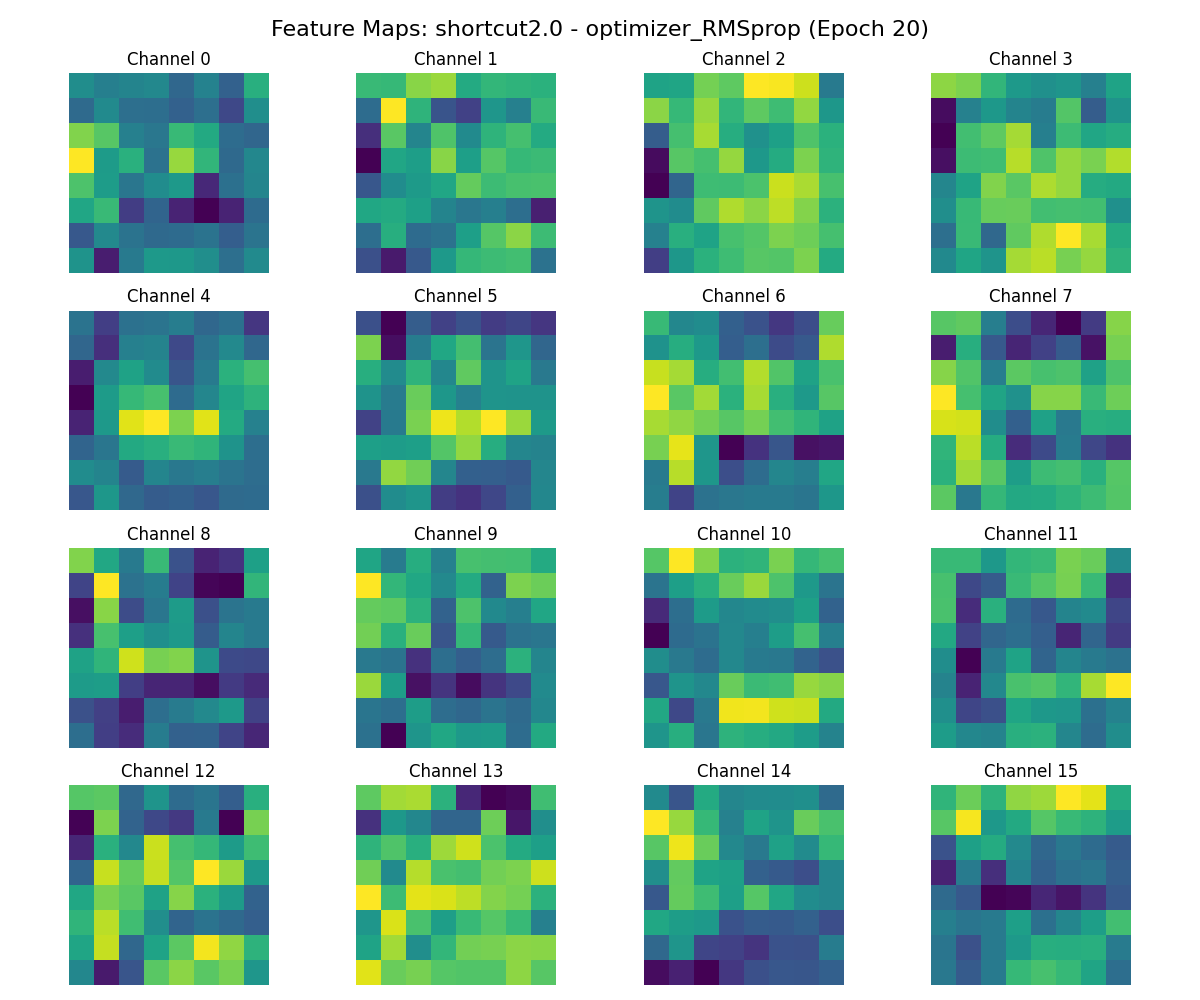 Feature Maps: shortcut2.0 - optimizer_RMSprop (Epoch 20)
Channel 0
Channel 1
Channel 2
Channel 3
Channel 4
Channel 5
Channel 6
Channel 7
Channel 8
Channel 9
Channel 10
Channel 11
Channel 12
Channel 13
Channel 14
Channel 15